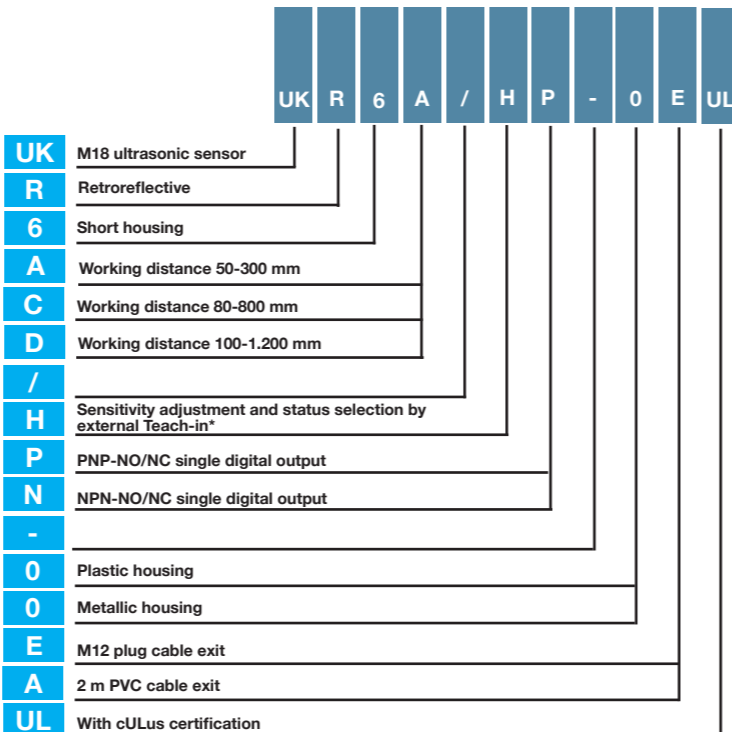 UK R 6 A / H P - 0 E UL
UK M18 ultrasonic sensor
R Retroreflective
6 Short housing
A Working distance 50-300 mm
C Working distance 80-800 mm
D Working distance 100-1.200 mm
/
H Sensitivity adjustment and status selection by
external Teach-in*
P PNP-NO/NC single digital output
N NPN-NO/NC single digital output
-
0 Plastic housing
0 Metallic housing
E M12 plug cable exit
A 2 m PVC cable exit
UL With cULus certification